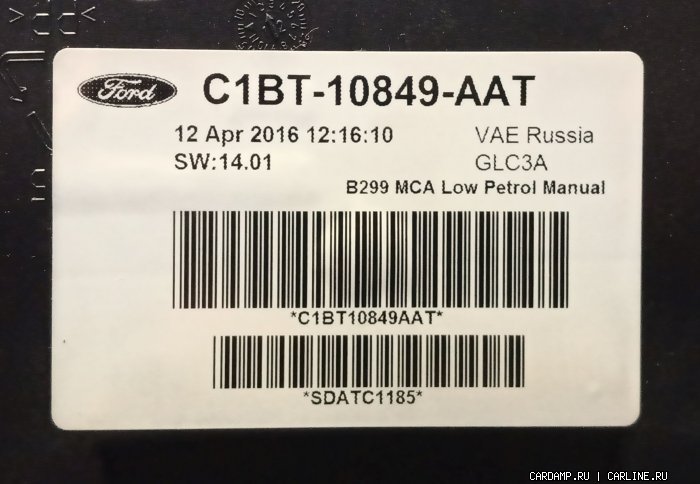 Ford C1BT-10849-AAT
12 Apr 2016 12:16:10 VAE Russia
SW:14.01 GLC3A
B299 MCA Low Petrol Manual
*C1BT10849AAT*
*SDATC1185*
CARDAMP.RU | CARLINE.RU